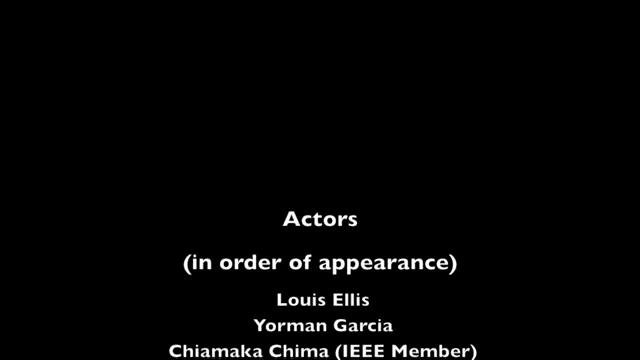 Actors
(in order of appearance)
Louis Ellis
Yorman Garcia
Chiamaka Chima (IEEE Member)